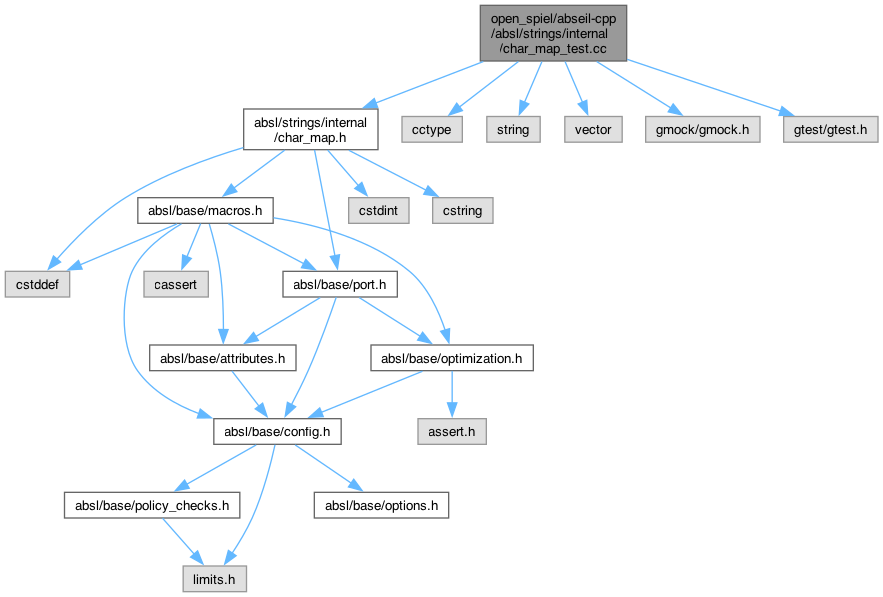 open_spiel/abseil-cpp
/absl/strings/internal
/char_map_test.cc
absl/strings/internal
/char_map.h
cctype
string
vector
gmock/gmock.h
gtest/gtest.h
absl/base/macros.h
cstdint
cstring
cstddef
cassert
absl/base/port.h
absl/base/attributes.h
absl/base/optimization.h
absl/base/config.h
assert.h
absl/base/policy_checks.h
absl/base/options.h
limits.h